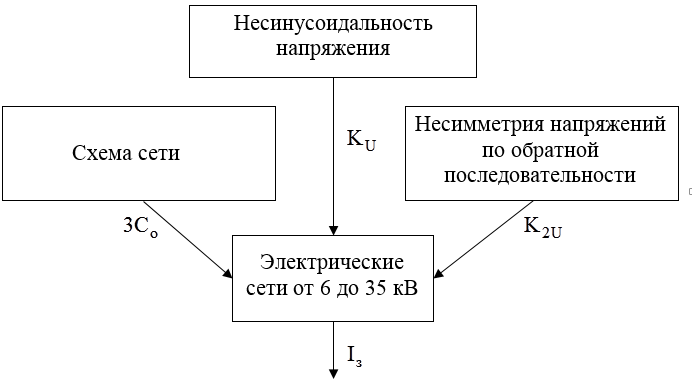 Несинусоидальность
напряжения
Схема сети
Несимметрия напряжений
по обратной
последовательности
K_U
3C_o
K_2U
Электрические
сети от 6 до 35 кВ
I_з